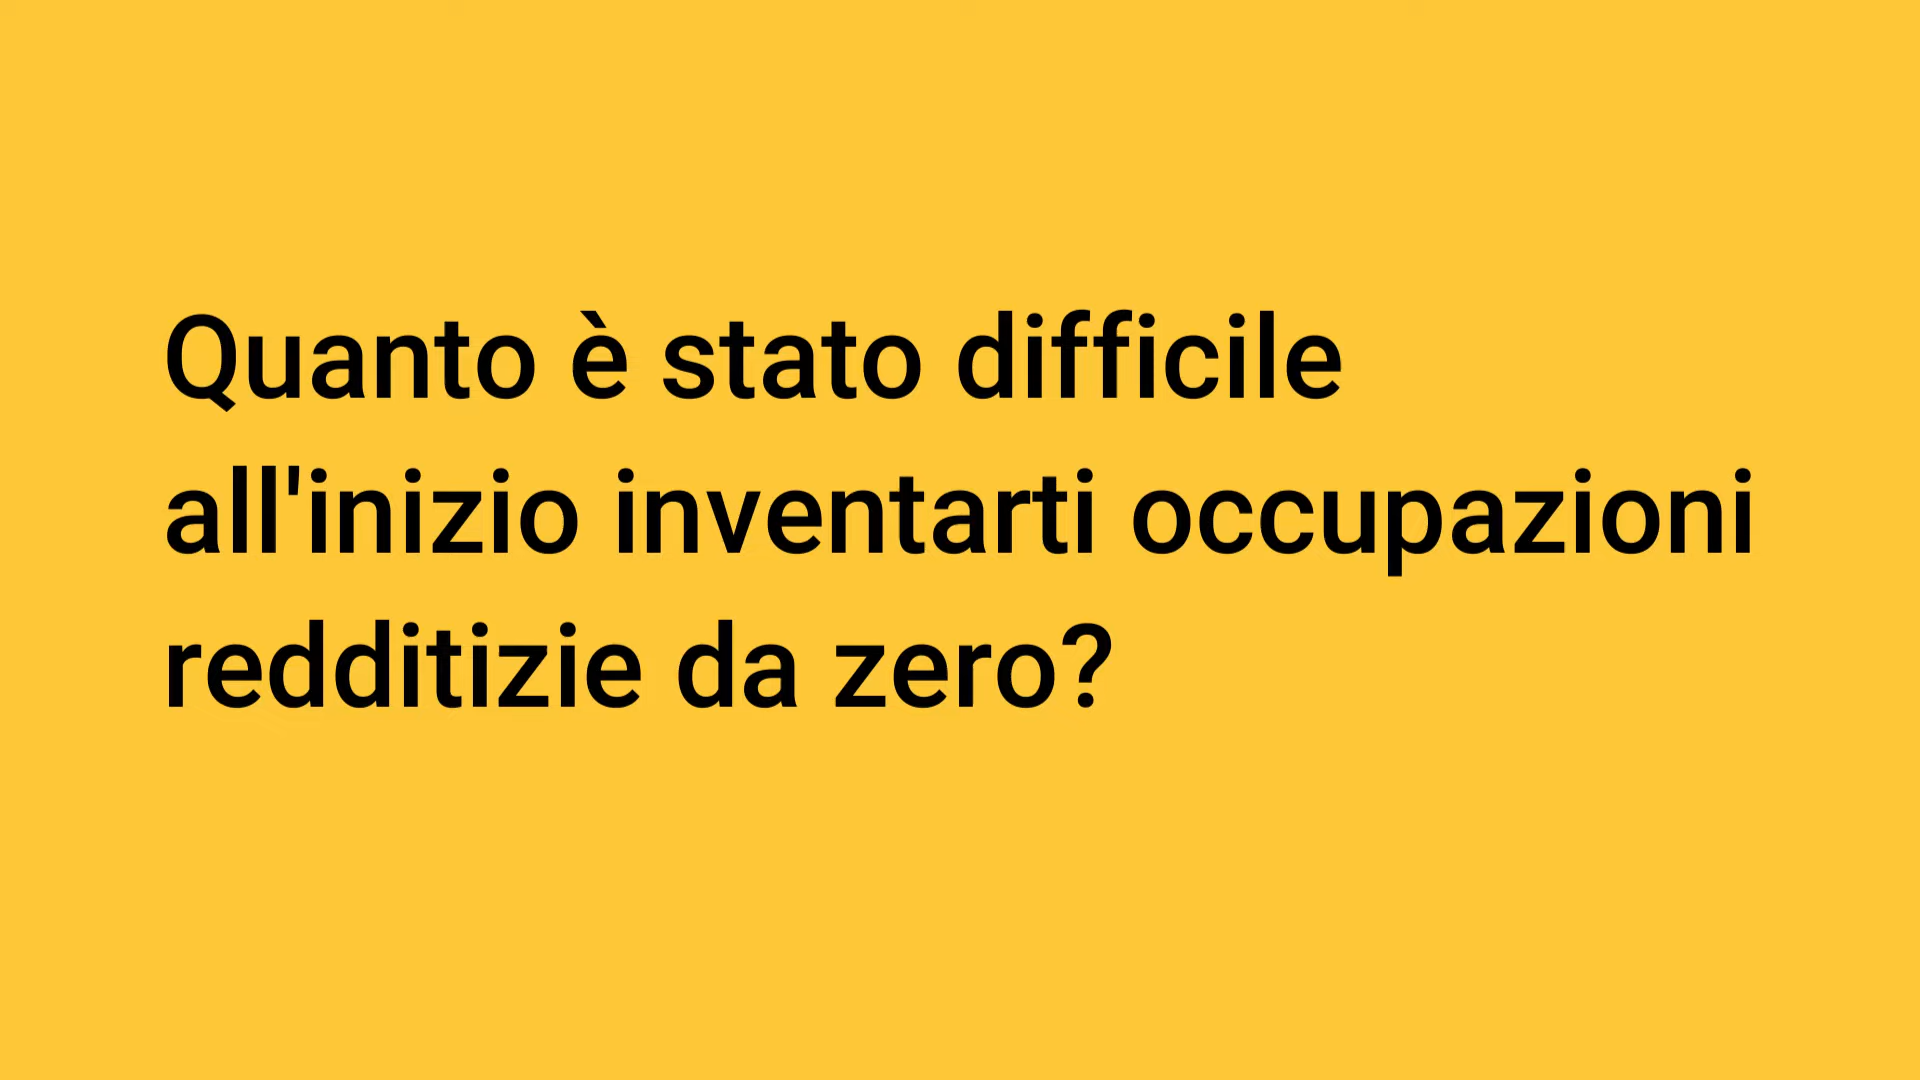 Quanto è stato difficile
all'inizio inventarti occupazioni
redditizie da zero?